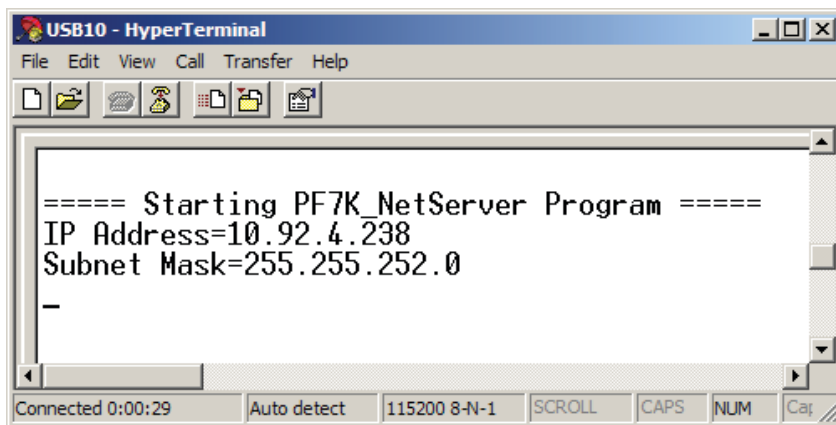 USB10 - HyperTerminal
File Edit View Call Transfer Help
===== Starting PF7K_NetServer Program =====
IP Address=10.92.4.238
Subnet Mask=255.255.252.0
_
Connected 0:00:29 Auto detect 115200 8-N-1 SCROLL CAPS NUM Cap